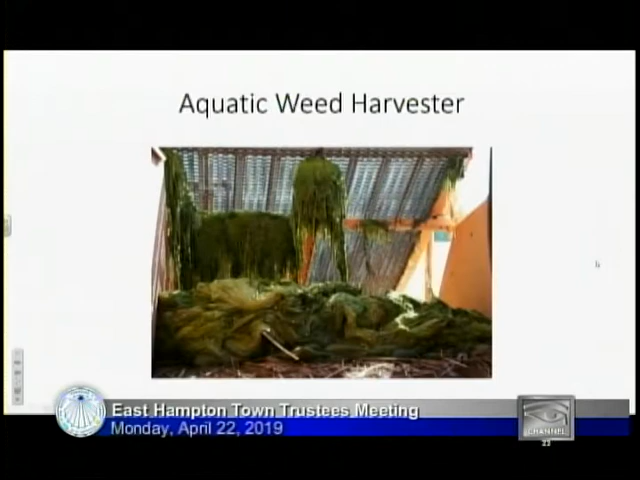 Aquatic Weed Harvester
East Hampton Town Trustees Meeting
Monday, April 22, 2019
CHANNEL
22